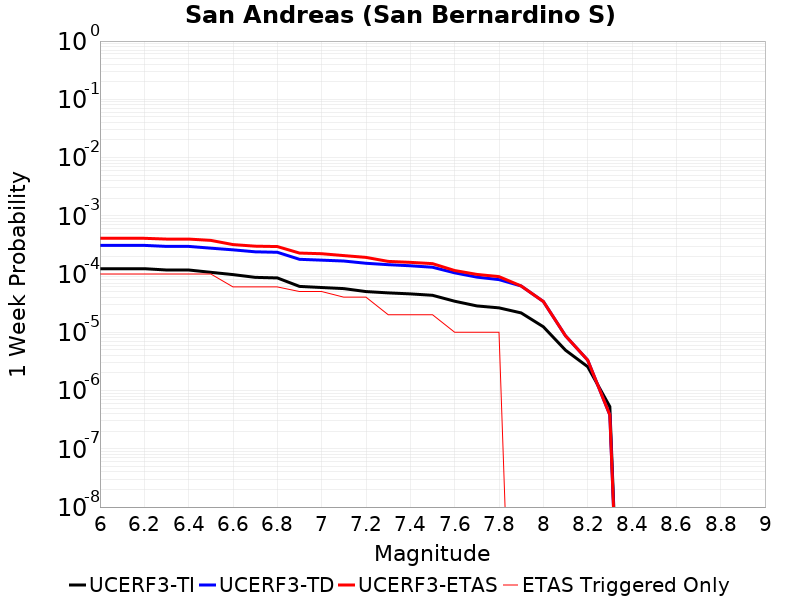 San Andreas (San Bernardino S)
1 Week Probability
10^0
10^-1
10^-2
10^-3
10^-4
10^-5
10^-6
10^-7
10^-8
6 6.2 6.4 6.6 6.8 7 7.2 7.4 7.6 7.8 8 8.2 8.4 8.6 8.8 9
Magnitude
UCERF3-TI UCERF3-TD UCERF3-ETAS ETAS Triggered Only